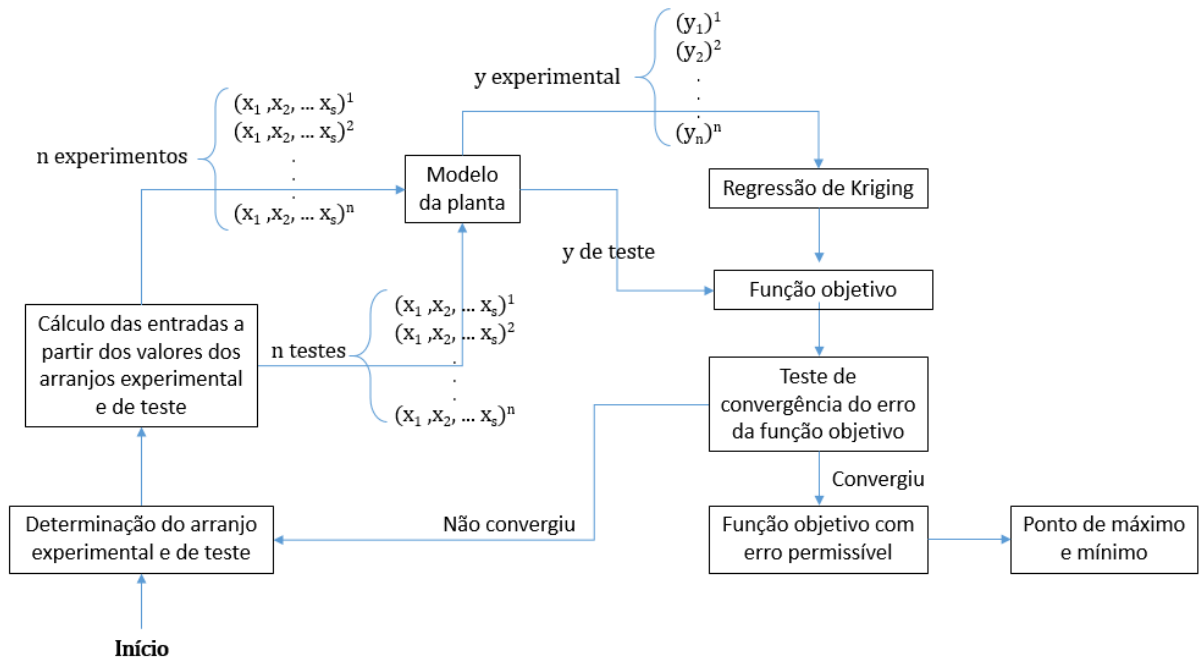 (y₁)¹
(y₂)²
y experimental
.
.
.
(yₙ)ⁿ
(x₁ ,x₂, ... xₛ)¹
(x₁ ,x₂, ... xₛ)²
n experimentos
.
.
.
(x₁ ,x₂, ... xₛ)ⁿ
Modelo
da planta
Regressão de Kriging
y de teste
Função objetivo
Cálculo das entradas a
partir dos valores dos
arranjos experimental
e de teste
(x₁ ,x₂, ... xₛ)¹
(x₁ ,x₂, ... xₛ)²
n testes
.
.
.
(x₁ ,x₂, ... xₛ)ⁿ
Teste de
convergência do erro
da função objetivo
Convergiu
Não convergiu
Determinação do arranjo
experimental e de teste
Função objetivo com
erro permissível
Ponto de máximo
e mínimo
Início